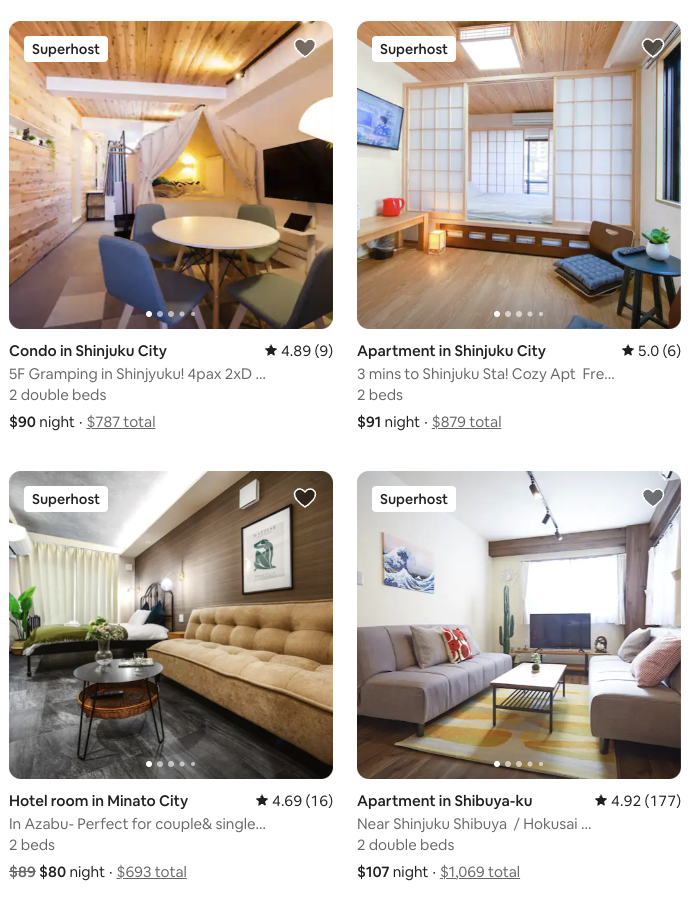 Superhost
Superhost
Condo in Shinjuku City
4.89 (9)
5F Gramping in Shinjyuku! 4pax 2xD ...
2 double beds
$90 night · $787 total
Apartment in Shinjuku City
5.0 (6)
3 mins to Shinjuku Sta! Cozy Apt Fre...
2 beds
$91 night · $879 total
Superhost
Superhost
Hotel room in Minato City
4.69 (16)
In Azabu- Perfect for couple& single...
2 beds
$89 $80 night · $693 total
Apartment in Shibuya-ku
4.92 (177)
Near Shinjuku Shibuya / Hokusai ...
2 double beds
$107 night · $1,069 total